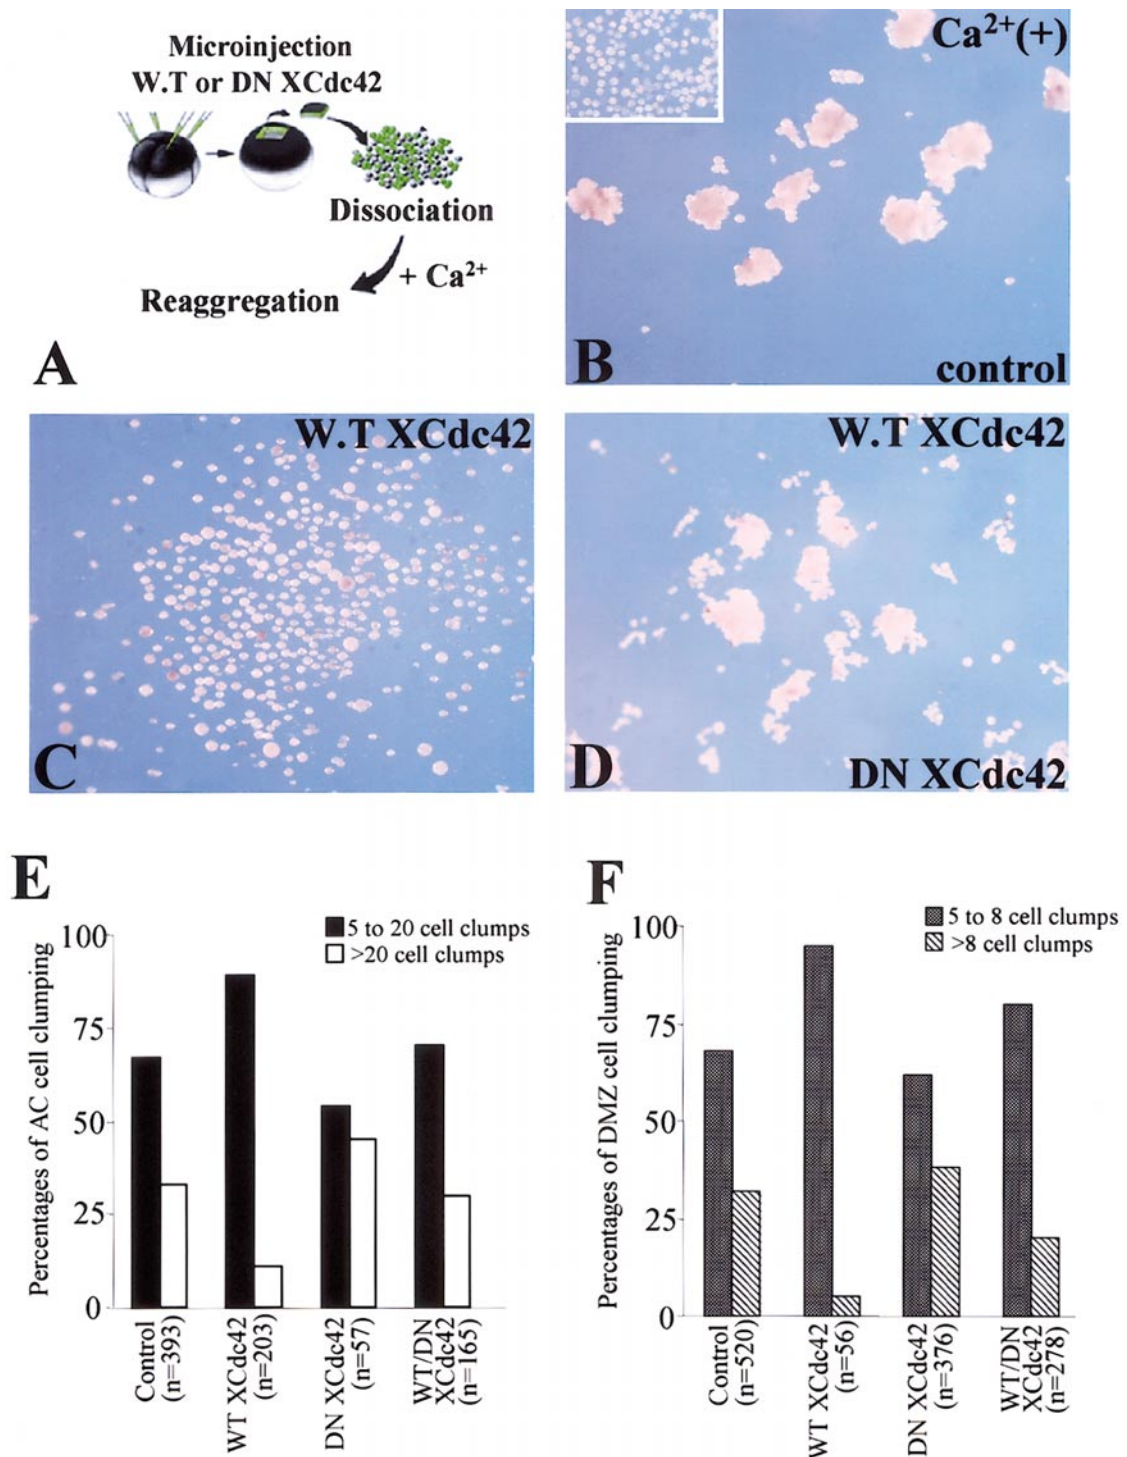 Microinjection
W.T or DN XCdc42
Dissociation
+ Ca²⁺
Reaggregation
A
Ca²⁺(+)
B
control
W.T XCdc42
C
W.T XCdc42
D
DN XCdc42
E
5 to 20 cell clumps
>20 cell clumps
Percentages of AC cell clumping
100
75
50
25
0
Control
(n=393)
WT XCdc42
(n=203)
DN XCdc42
(n=57)
WT/DN
XCdc42
(n=165)
F
5 to 8 cell clumps
>8 cell clumps
Percentages of DMZ cell clumping
100
75
50
25
0
Control
(n=520)
WT XCdc42
(n=56)
DN XCdc42
(n=376)
WT/DN
XCdc42
(n=278)